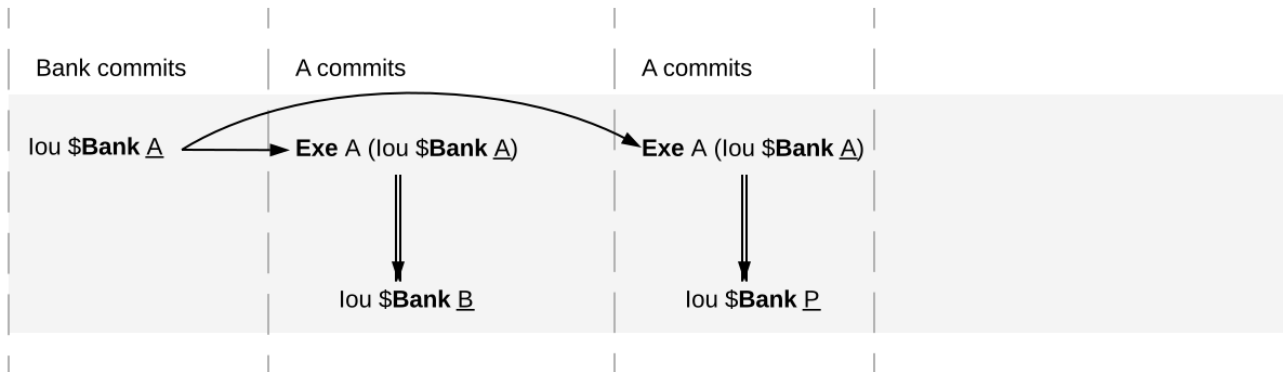 Bank commits
A commits
A commits
Iou $Bank A
Exe A (Iou $Bank A)
Exe A (Iou $Bank A)
Iou $Bank B
Iou $Bank P